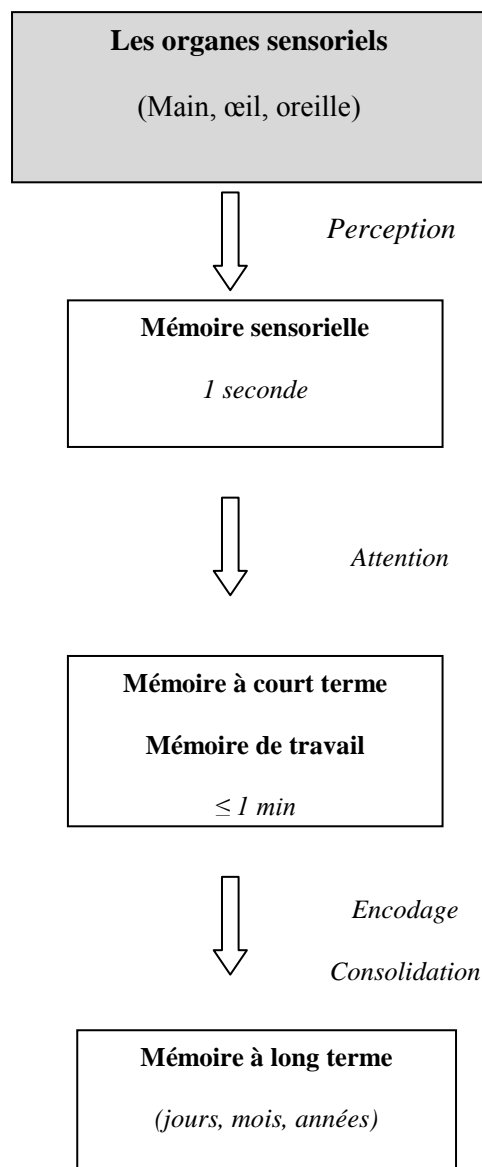 Les organes sensoriels
(Main, œil, oreille)
Perception
Mémoire sensorielle
1 seconde
Attention
Mémoire à court terme
Mémoire de travail
≤ 1 min
Encodage
Consolidation
Mémoire à long terme
(jours, mois, années)